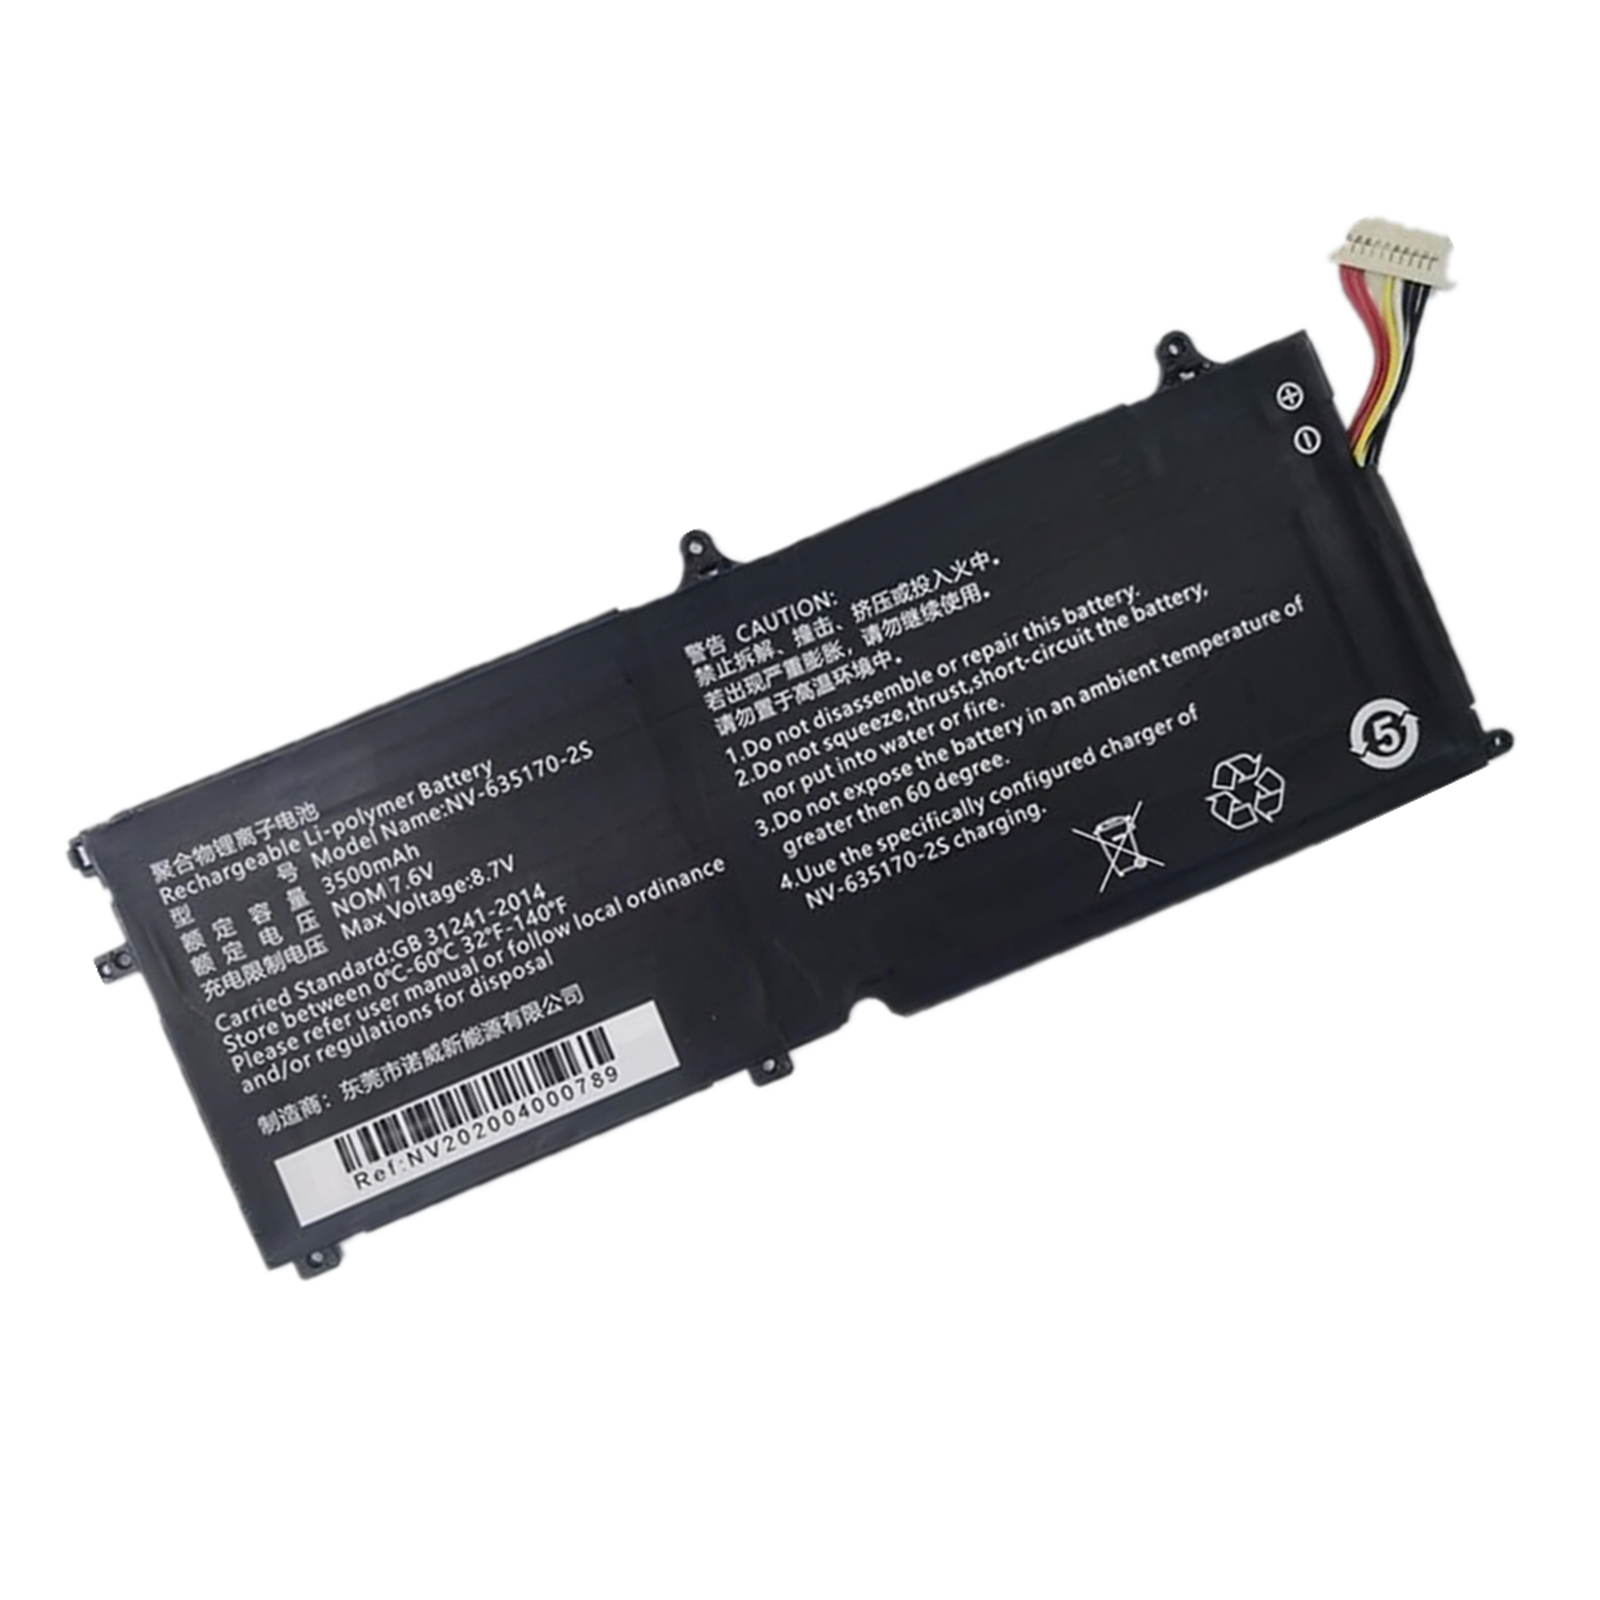 聚合物锂离子电池
Rechargeable Li-polymer Battery
型 号 Model Name:NV-635170-2S
额 定 容 量 3500mAh
额 定 电 压 NOM 7.6V
充电限制电压 Max Voltage:8.7V
Carried Standard:GB 31241-2014
Store between 0℃-60℃ 32°F-140°F
Please refer user manual or follow local ordinance
and/or regulations for disposal
制造商：东莞市诺威新能源有限公司
Ref:NV202004000789
警告 CAUTION:
禁止拆解、撞击、挤压或投入火中。
若出现严重膨胀，请勿继续使用。
请勿置于高温环境中。
1.Do not disassemble or repair this battery.
2.Do not squeeze,thrust,short-circuit the battery,
nor put into water or fire.
3.Do not expose the battery in an ambient temperature of
greater then 60 degree.
4.Uue the specifically configured charger of
NV-635170-2S charging.
5